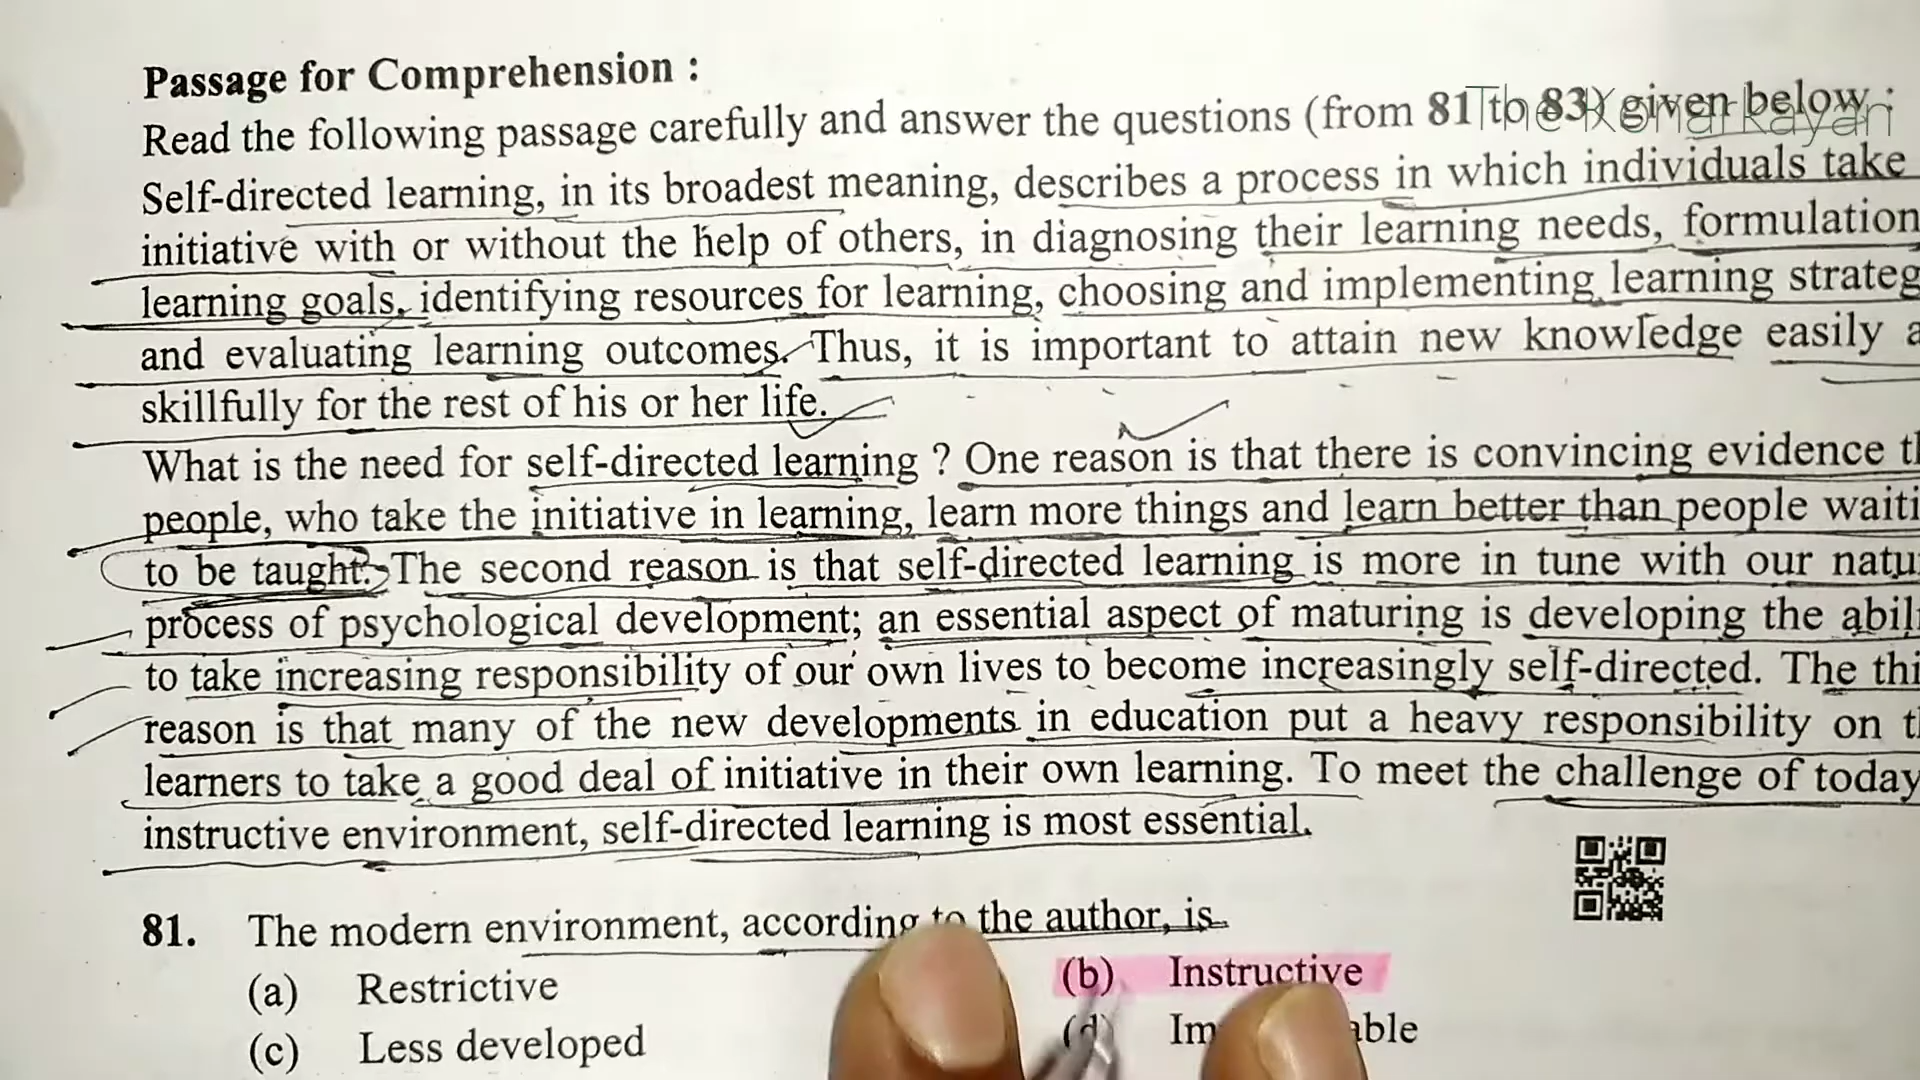 Passage for Comprehension :
Read the following passage carefully and answer the questions (from 81 to 83) given below :
The Konarkayan
Self-directed learning, in its broadest meaning, describes a process in which individuals take
initiative with or without the help of others, in diagnosing their learning needs, formulation
learning goals, identifying resources for learning, choosing and implementing learning strateg
and evaluating learning outcomes. Thus, it is important to attain new knowledge easily a
skillfully for the rest of his or her life.
What is the need for self-directed learning ? One reason is that there is convincing evidence th
people, who take the initiative in learning, learn more things and learn better than people waiti
to be taught. The second reason is that self-directed learning is more in tune with our natu
process of psychological development; an essential aspect of maturing is developing the abili
to take increasing responsibility of our own lives to become increasingly self-directed. The thi
reason is that many of the new developments in education put a heavy responsibility on t
learners to take a good deal of initiative in their own learning. To meet the challenge of today
instructive environment, self-directed learning is most essential.
81. The modern environment, according to the author, is
(a) Restrictive (b) Instructive
(c) Less developed (d)